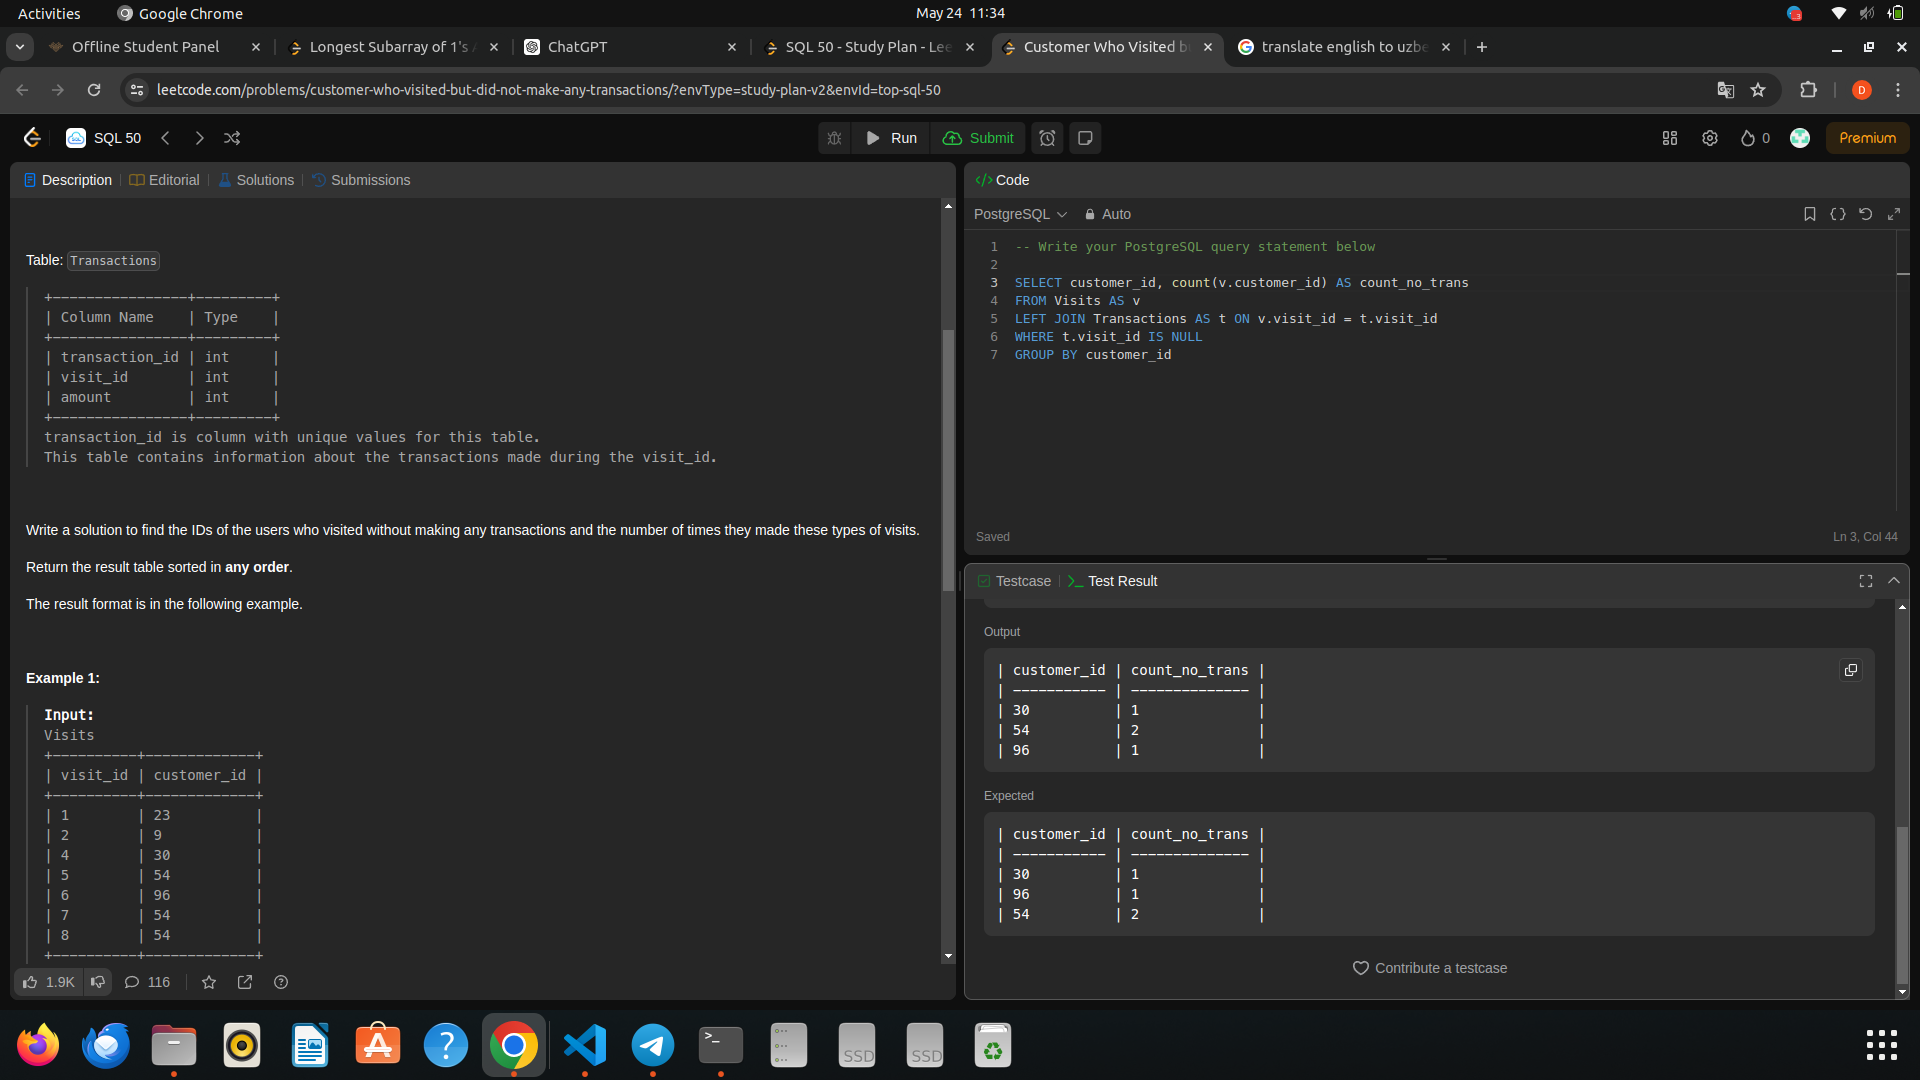 Activities
Google Chrome
May 24 11:34
Offline Student Panel
Longest Subarray of 1's
ChatGPT
SQL 50 - Study Plan - Lee
Customer Who Visited b
translate english to uzbe
leetcode.com/problems/customer-who-visited-but-did-not-make-any-transactions/?envType=study-plan-v2&envId=top-sql-50
D
SQL 50
Run
Submit
0
Premium
Description
Editorial
Solutions
Submissions
Table: Transactions
+----------------+---------+
| Column Name    | Type    |
+----------------+---------+
| transaction_id | int     |
| visit_id       | int     |
| amount         | int     |
+----------------+---------+
transaction_id is column with unique values for this table.
This table contains information about the transactions made during the visit_id.
Write a solution to find the IDs of the users who visited without making any transactions and the number of times they made these types of visits.
Return the result table sorted in any order.
The result format is in the following example.
Example 1:
Input:
Visits
+----------+-------------+
| visit_id | customer_id |
+----------+-------------+
| 1        | 23          |
| 2        | 9           |
| 4        | 30          |
| 5        | 54          |
| 6        | 96          |
| 7        | 54          |
| 8        | 54          |
+----------+-------------+
1.9K
116
Code
PostgreSQL
Auto
1 -- Write your PostgreSQL query statement below
2
3 SELECT customer_id, count(v.customer_id) AS count_no_trans
4 FROM Visits AS v
5 LEFT JOIN Transactions AS t ON v.visit_id = t.visit_id
6 WHERE t.visit_id IS NULL
7 GROUP BY customer_id
Saved
Ln 3, Col 44
Testcase
Test Result
Output
| customer_id | count_no_trans |
| ----------- | -------------- |
| 30          | 1              |
| 54          | 2              |
| 96          | 1              |
Expected
| customer_id | count_no_trans |
| ----------- | -------------- |
| 30          | 1              |
| 96          | 1              |
| 54          | 2              |
Contribute a testcase
SSD
SSD